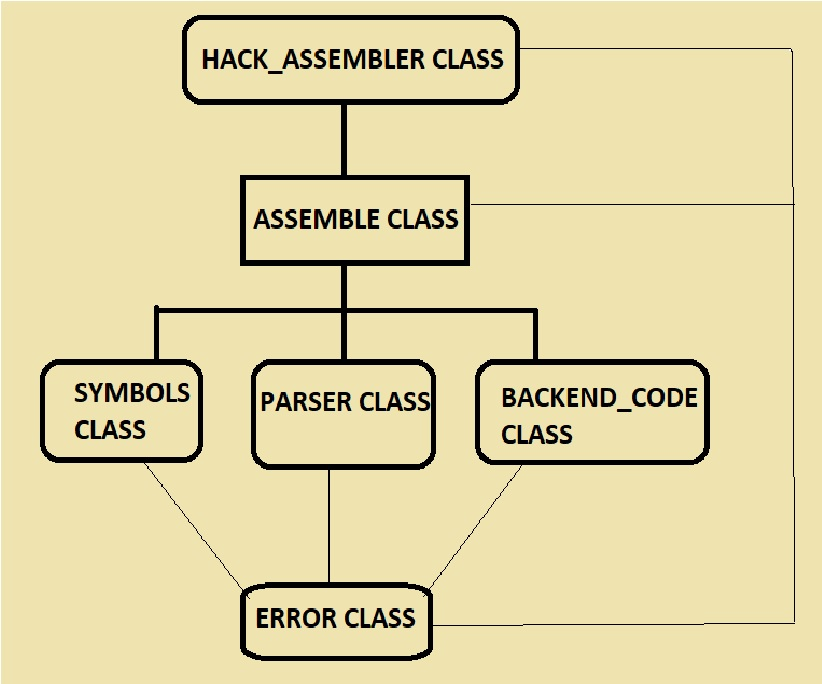 HACK_ASSEMBLER CLASS
ASSEMBLE CLASS
SYMBOLS
CLASS
PARSER CLASS
BACKEND_CODE
CLASS
ERROR CLASS